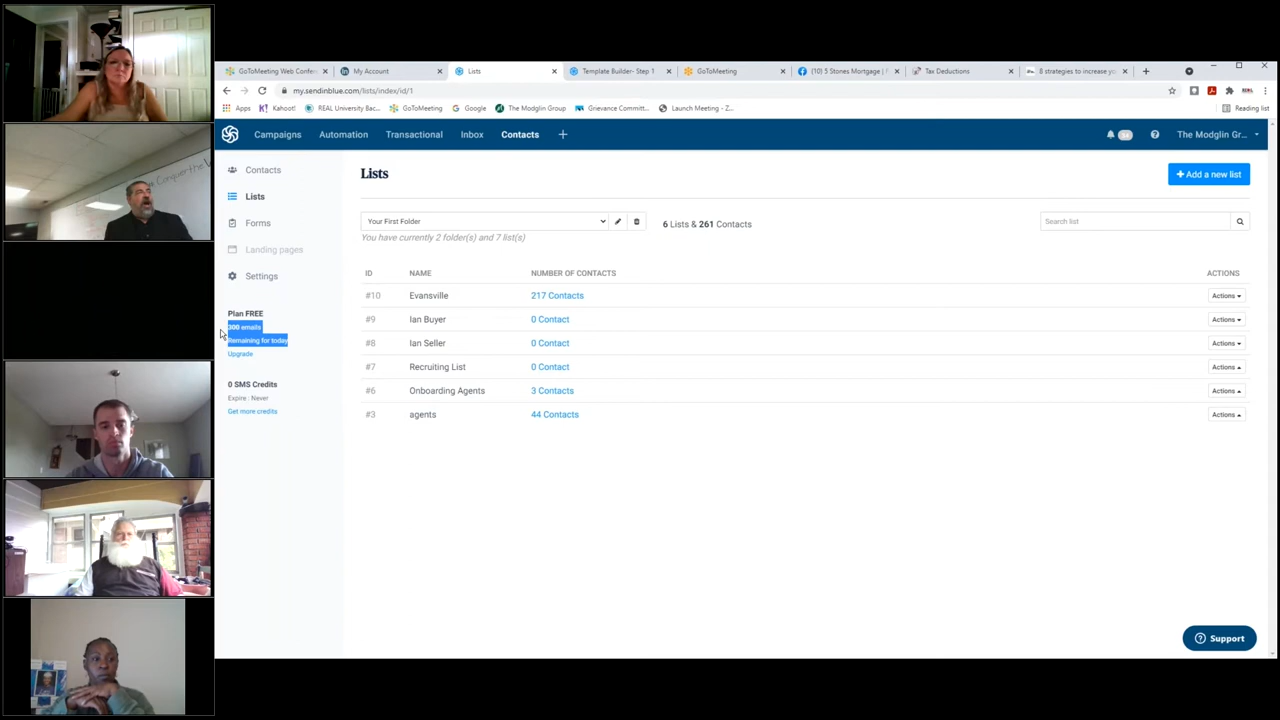 Conquer the
GoToMeeting Web Confe
My Account
Lists
Template Builder- Step 1
GoToMeeting
(10) 5 Stones Mortgage |
Tax Deductions
8 strategies to increase yo
my.sendinblue.com/lists/index/id/1
Apps
Kahoot!
REAL University Bac...
GoToMeeting
Google
The Modglin Group
Grievance Committ...
Launch Meeting - Z...
Reading list
Campaigns
Automation
Transactional
Inbox
Contacts
The Modglin Gr...
Contacts
Lists
Forms
Landing pages
Settings
Plan FREE
300 emails
Remaining for today
Upgrade
0 SMS Credits
Expire : Never
Get more credits
Lists
+ Add a new list
Your First Folder
6 Lists & 261 Contacts
Search list
You have currently 2 folder(s) and 7 list(s)
ID NAME NUMBER OF CONTACTS ACTIONS
#10 Evansville 217 Contacts Actions
#9 Ian Buyer 0 Contact Actions
#8 Ian Seller 0 Contact Actions
#7 Recruiting List 0 Contact Actions
#6 Onboarding Agents 3 Contacts Actions
#3 agents 44 Contacts Actions
Support